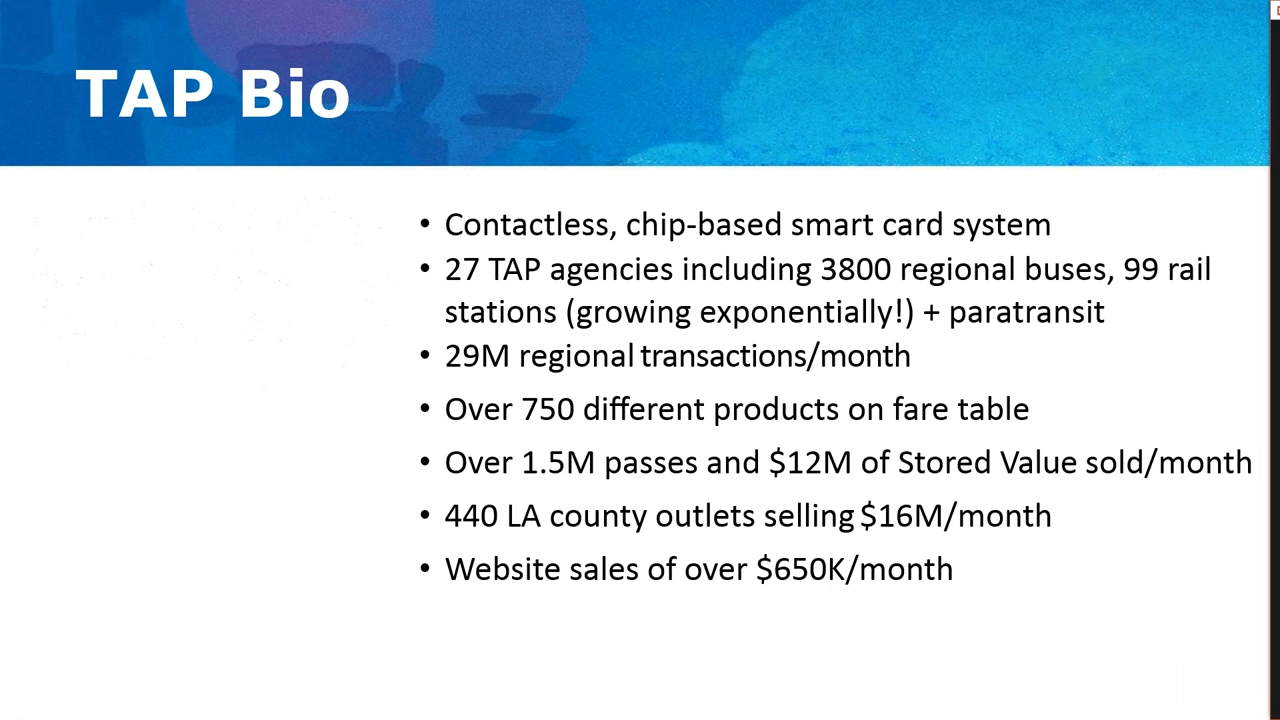 TAP Bio
• Contactless, chip-based smart card system
• 27 TAP agencies including 3800 regional buses, 99 rail
stations (growing exponentially!) + paratransit
• 29M regional transactions/month
• Over 750 different products on fare table
• Over 1.5M passes and $12M of Stored Value sold/month
• 440 LA county outlets selling $16M/month
• Website sales of over $650K/month